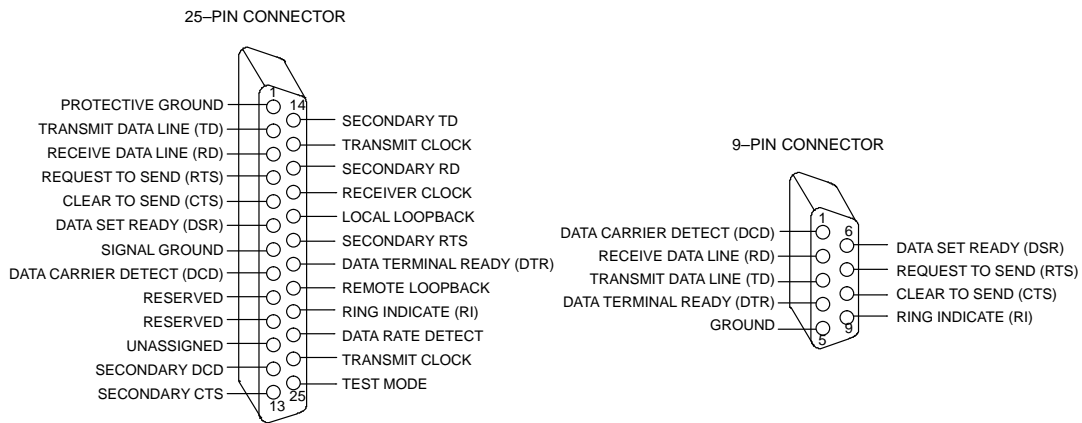 25–PIN CONNECTOR
1
14
PROTECTIVE GROUND
TRANSMIT DATA LINE (TD)
RECEIVE DATA LINE (RD)
REQUEST TO SEND (RTS)
CLEAR TO SEND (CTS)
DATA SET READY (DSR)
SIGNAL GROUND
DATA CARRIER DETECT (DCD)
RESERVED
RESERVED
UNASSIGNED
SECONDARY DCD
SECONDARY CTS
SECONDARY TD
TRANSMIT CLOCK
SECONDARY RD
RECEIVER CLOCK
LOCAL LOOPBACK
SECONDARY RTS
DATA TERMINAL READY (DTR)
REMOTE LOOPBACK
RING INDICATE (RI)
DATA RATE DETECT
TRANSMIT CLOCK
TEST MODE
13
25
9–PIN CONNECTOR
1
6
DATA CARRIER DETECT (DCD)
RECEIVE DATA LINE (RD)
TRANSMIT DATA LINE (TD)
DATA TERMINAL READY (DTR)
GROUND
DATA SET READY (DSR)
REQUEST TO SEND (RTS)
CLEAR TO SEND (CTS)
RING INDICATE (RI)
5
9